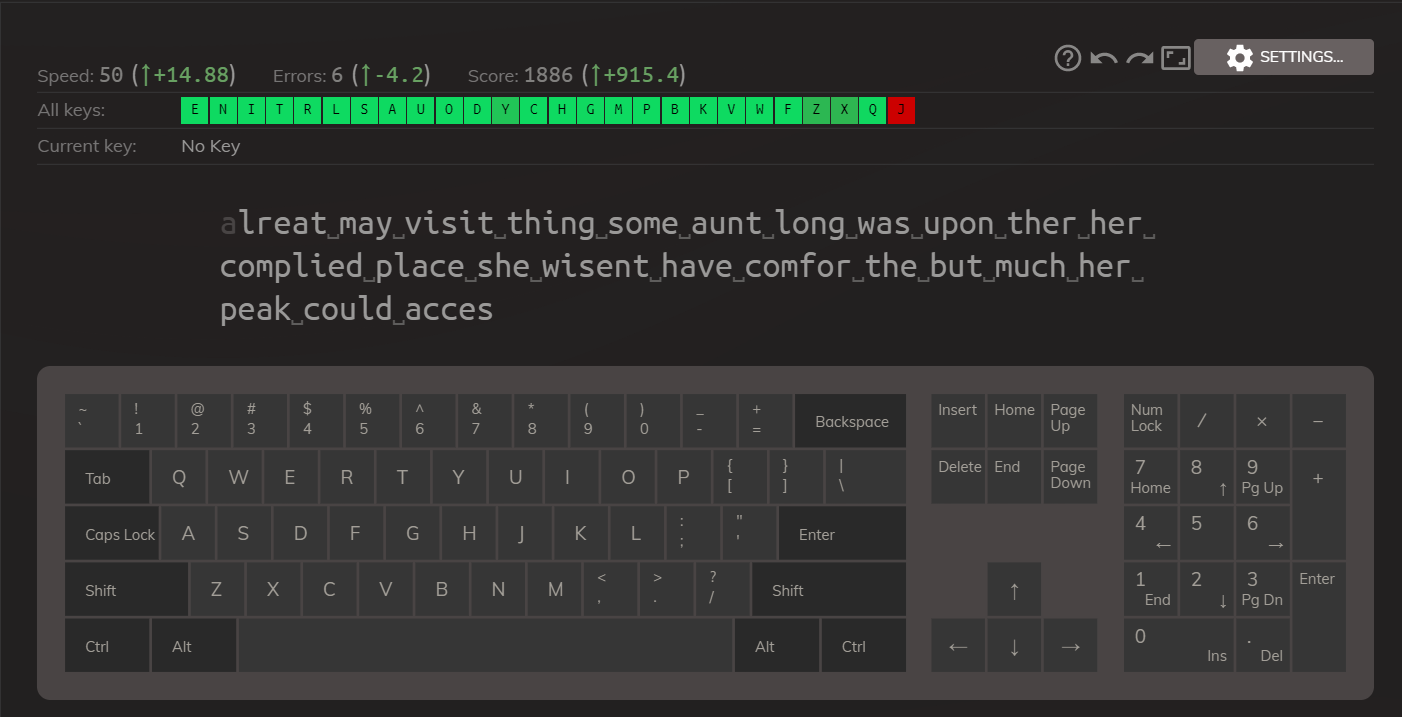 SETTINGS...
Speed: 50 (↑+14.88) Errors: 6 (↑-4.2) Score: 1886 (↑+915.4)
All keys: E N I T R L S A U O D Y C H G M P B K V W F Z X Q J
Current key: No Key
alreat␣may␣visit␣thing␣some␣aunt␣long␣was␣upon␣ther␣her␣
complied␣place␣she␣wisent␣have␣comfor␣the␣but␣much␣her␣
peak␣could␣acces
~ ! @ # $ % ^ & * ( ) _ +
` 1 2 3 4 5 6 7 8 9 0 - = Backspace
Insert Home Page Up
Num Lock / × −
Tab Q W E R T Y U I O P { [ } ] | \
Delete End Page Down
7 Home 8 ↑ 9 Pg Up +
Caps Lock A S D F G H J K L : ; " ' Enter
4 ← 5 6 →
Shift Z X C V B N M < , > . ? / Shift
↑
1 End 2 ↓ 3 Pg Dn Enter
Ctrl Alt Alt Ctrl
← ↓ →
0 Ins . Del